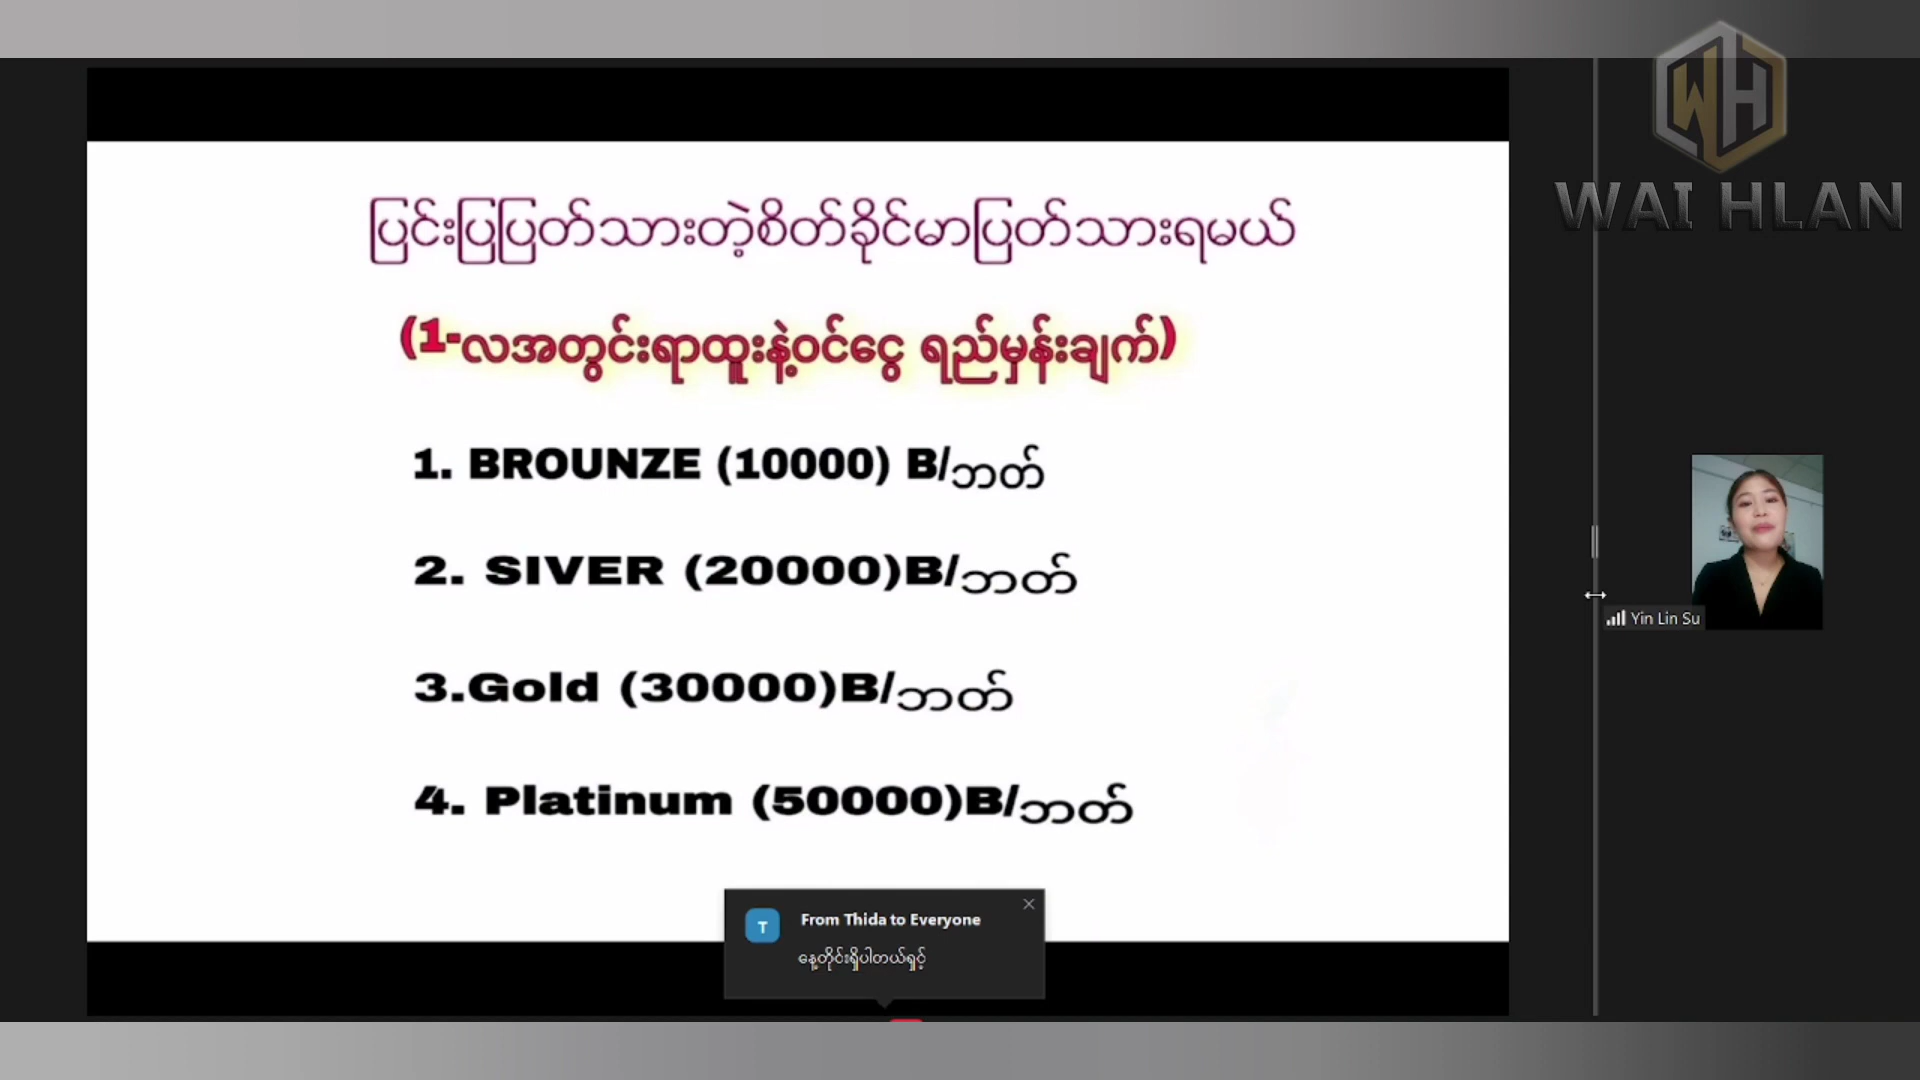 WH
WAI HLAN
ပြင်းပြပြတ်သားတဲ့စိတ်ခိုင်မာပြတ်သားရမယ်
(1-လအတွင်းရာထူးနဲ့ဝင်ငွေ ရည်မှန်းချက်)
1. BROUNZE (10000) B/ဘတ်
2. SIVER (20000)B/ဘတ်
3.Gold (30000)B/ဘတ်
4. Platinum (50000)B/ဘတ်
Yin Lin Su
T
From Thida to Everyone
နေ့တိုင်းရှိပါတယ်ရှင့်